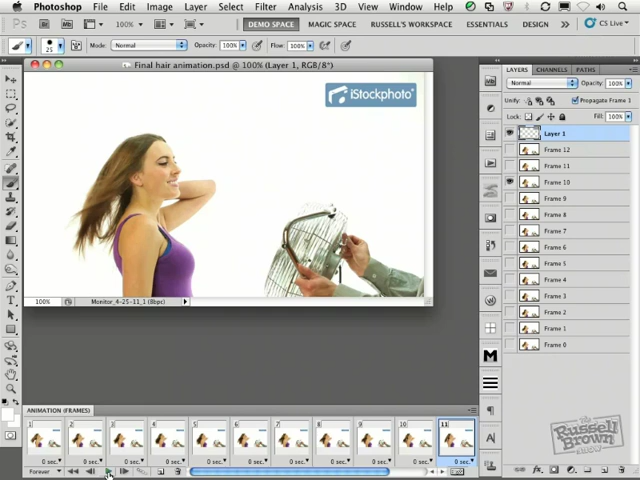 Photoshop File Edit Image Layer Select Filter Analysis 3D View Window Help
100% DEMO SPACE MAGIC SPACE RUSSELL'S WORKSPACE ESSENTIALS DESIGN CS Live
25 Mode: Normal Opacity: 100% Flow: 100%
Final hair animation.psd @ 100% (Layer 1, RGB/8*)
iStockphoto
100% Monitor_4-25-11_1 (8bpc)
LAYERS CHANNELS PATHS
Normal Opacity: 100%
Unify: Propagate Frame 1
Lock: Fill: 100%
Layer 1
Frame 12
Frame 11
Frame 10
Frame 9
Frame 8
Frame 7
Frame 6
Frame 5
Frame 4
Frame 3
Frame 2
Frame 1
Frame 0
ANIMATION (FRAMES)
1 2 3 4 5 6 7 8 9 10 11
0 sec. 0 sec. 0 sec. 0 sec. 0 sec. 0 sec. 0 sec. 0 sec. 0 sec. 0 sec. 0 sec.
Forever
THE
Russell
Brown
SHOW